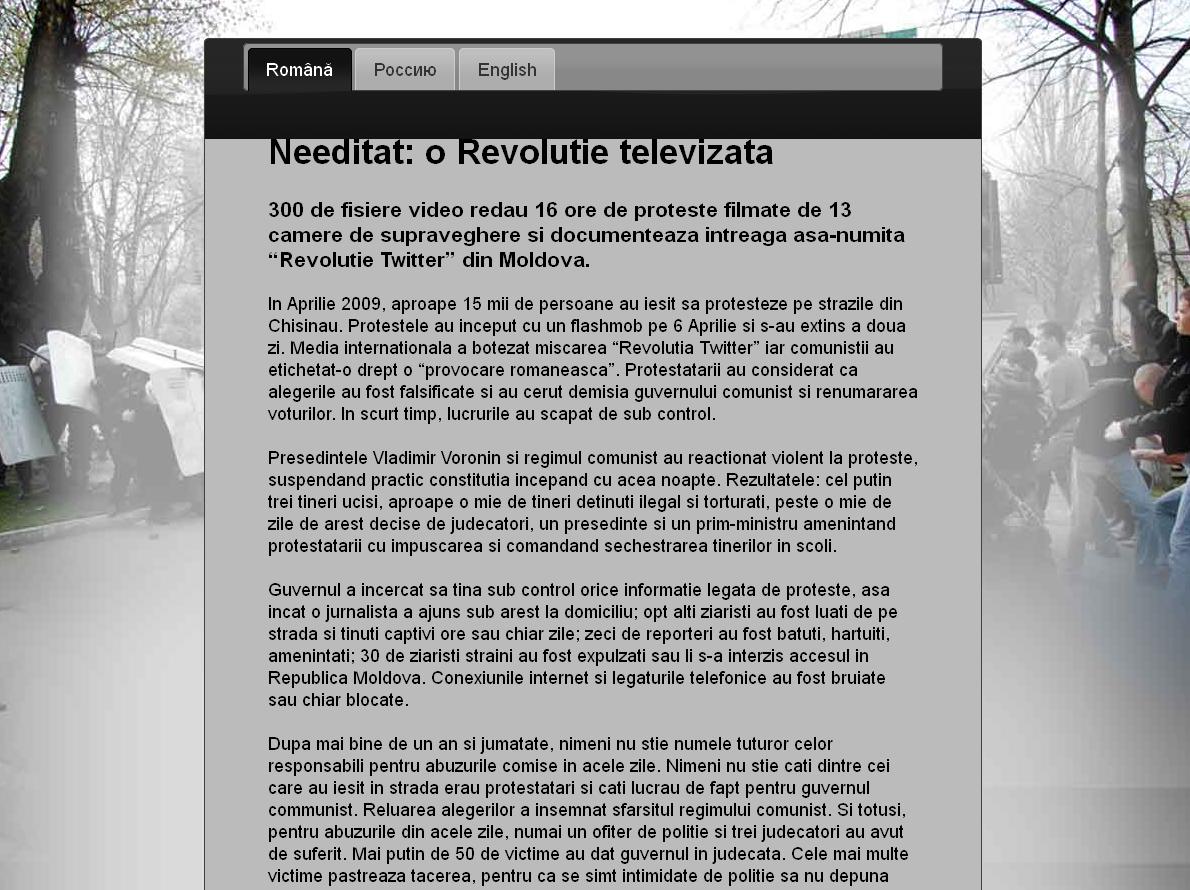 Română Россию English
Needitat: o Revolutie televizata
300 de fisiere video redau 16 ore de proteste filmate de 13
camere de supraveghere si documenteaza intreaga asa-numita
“Revolutie Twitter” din Moldova.
In Aprilie 2009, aproape 15 mii de persoane au iesit sa protesteze pe strazile din
Chisinau. Protestele au inceput cu un flashmob pe 6 Aprilie si s-au extins a doua
zi. Media internationala a botezat miscarea “Revolutia Twitter” iar comunistii au
etichetat-o drept o “provocare romaneasca”. Protestatarii au considerat ca
alegerile au fost falsificate si au cerut demisia guvernului comunist si renumararea
voturilor. In scurt timp, lucrurile au scapat de sub control.
Presedintele Vladimir Voronin si regimul comunist au reactionat violent la proteste,
suspendand practic constitutia incepand cu acea noapte. Rezultatele: cel putin
trei tineri ucisi, aproape o mie de tineri detinuti ilegal si torturati, peste o mie de
zile de arest decise de judecatori, un presedinte si un prim-ministru amenintand
protestatarii cu impuscarea si comandand sechestrarea tinerilor in scoli.
Guvernul a incercat sa tina sub control orice informatie legata de proteste, asa
incat o jurnalista a ajuns sub arest la domiciliu; opt alti ziaristi au fost luati de pe
strada si tinuti captivi ore sau chiar zile; zeci de reporteri au fost batuti, hartuiti,
amenintati; 30 de ziaristi straini au fost expulzati sau li s-a interzis accesul in
Republica Moldova. Conexiunile internet si legaturile telefonice au fost bruiate
sau chiar blocate.
Dupa mai bine de un an si jumatate, nimeni nu stie numele tuturor celor
responsabili pentru abuzurile comise in acele zile. Nimeni nu stie cati dintre cei
care au iesit in strada erau protestatari si cati lucrau de fapt pentru guvernul
communist. Reluarea alegerilor a insemnat sfarsitul regimului comunist. Si totusi,
pentru abuzurile din acele zile, numai un ofiter de politie si trei judecatori au avut
de suferit. Mai putin de 50 de victime au dat guvernul in judecata. Cele mai multe
victime pastreaza tacerea, pentru ca se simt intimidate de politie sa nu depuna